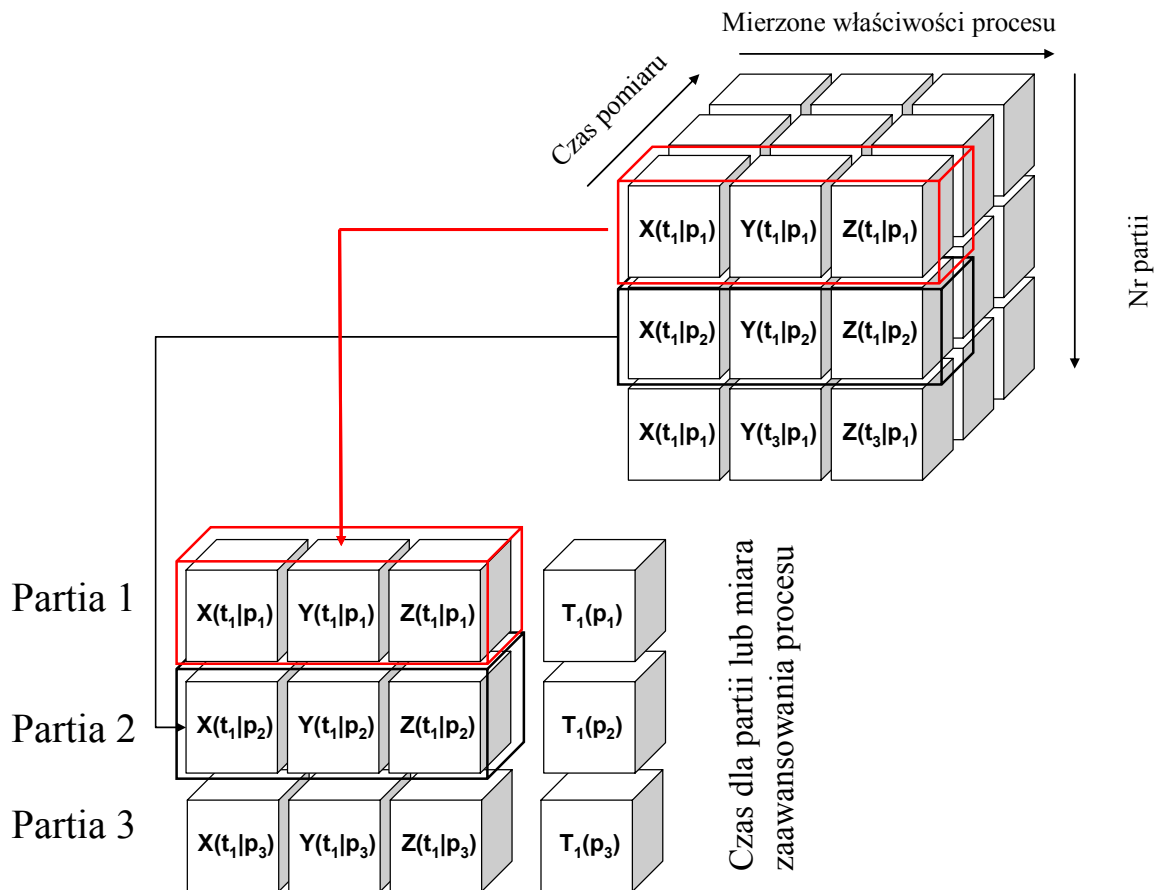 Mierzone właściwości procesu
Czas pomiaru
Nr partii
X(t₁|p₁) Y(t₁|p₁) Z(t₁|p₁)
X(t₁|p₂) Y(t₁|p₂) Z(t₁|p₂)
X(t₁|p₁) Y(t₃|p₁) Z(t₃|p₁)
Partia 1
X(t₁|p₁) Y(t₁|p₁) Z(t₁|p₁) T₁(p₁)
Partia 2
X(t₁|p₂) Y(t₁|p₂) Z(t₁|p₂) T₁(p₂)
Partia 3
X(t₁|p₃) Y(t₁|p₃) Z(t₁|p₃) T₁(p₃)
Czas dla partii lub miara
zaawansowania procesu